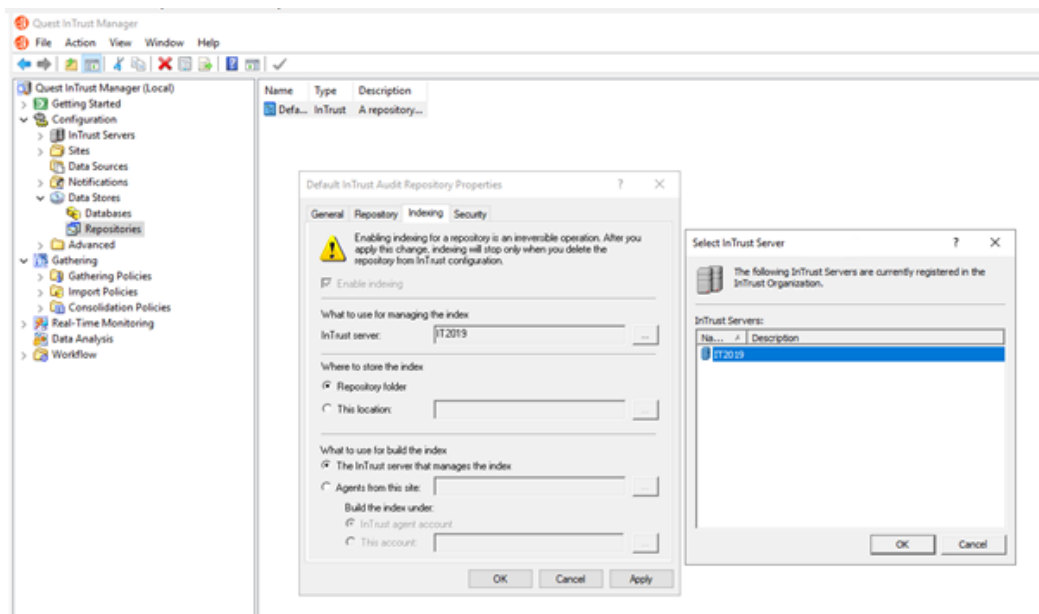 Quest InTrust Manager
File Action View Window Help
Quest InTrust Manager (Local)
Getting Started
Configuration
InTrust Servers
Sites
Data Sources
Notifications
Data Stores
Databases
Repositories
Advanced
Gathering
Gathering Policies
Import Policies
Consolidation Policies
Real-Time Monitoring
Data Analysis
Workflow
Name Type Description
Defa... InTrust A repository...
Default InTrust Audit Repository Properties ? ×
General Repository Indexing Security
Enabling indexing for a repository is an irreversible operation. After you
apply this change, indexing will stop only when you delete the
repository from InTrust configuration.
Enable indexing
What to use for managing the index
InTrust server: IT2019 ...
Where to store the index
Repository folder
This location: ...
What to use for build the index
The InTrust server that manages the index
Agents from this site: ...
Build the index under:
InTrust agent account
This account: ...
OK Cancel Apply
Select InTrust Server ? ×
The following InTrust Servers are currently registered in the
InTrust Organization.
InTrust Servers:
Na... Description
IT2019
OK Cancel